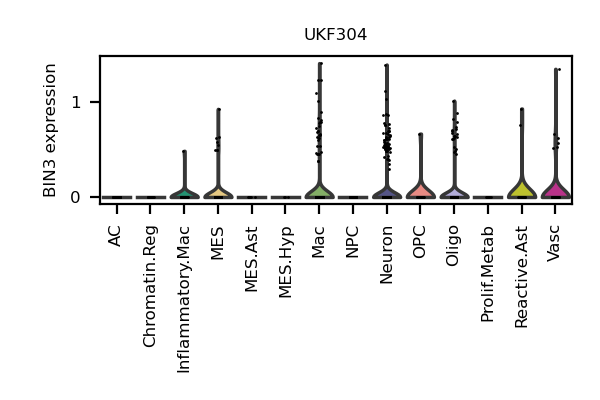 UKF304
BIN3 expression
1
0
AC
Chromatin.Reg
Inflammatory.Mac
MES
MES.Ast
MES.Hyp
Mac
NPC
Neuron
OPC
Oligo
Prolif.Metab
Reactive.Ast
Vasc